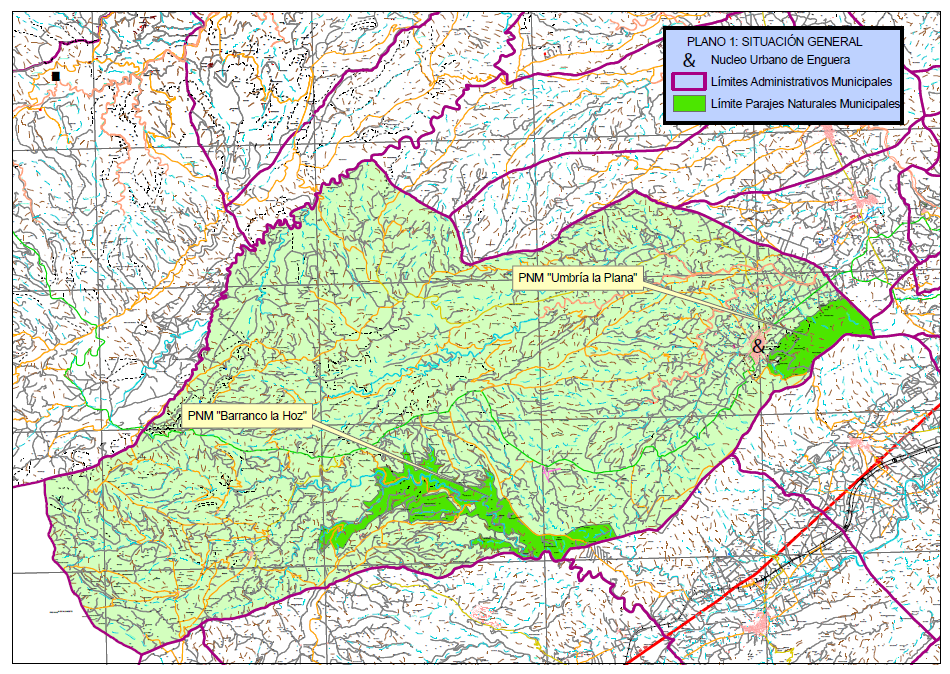 PLANO 1: SITUACIÓN GENERAL
& Nucleo Urbano de Enguera
Límites Administrativos Municipales
Límite Parajes Naturales Municipales
PNM "Umbría la Plana"
&
PNM "Barranco la Hoz"